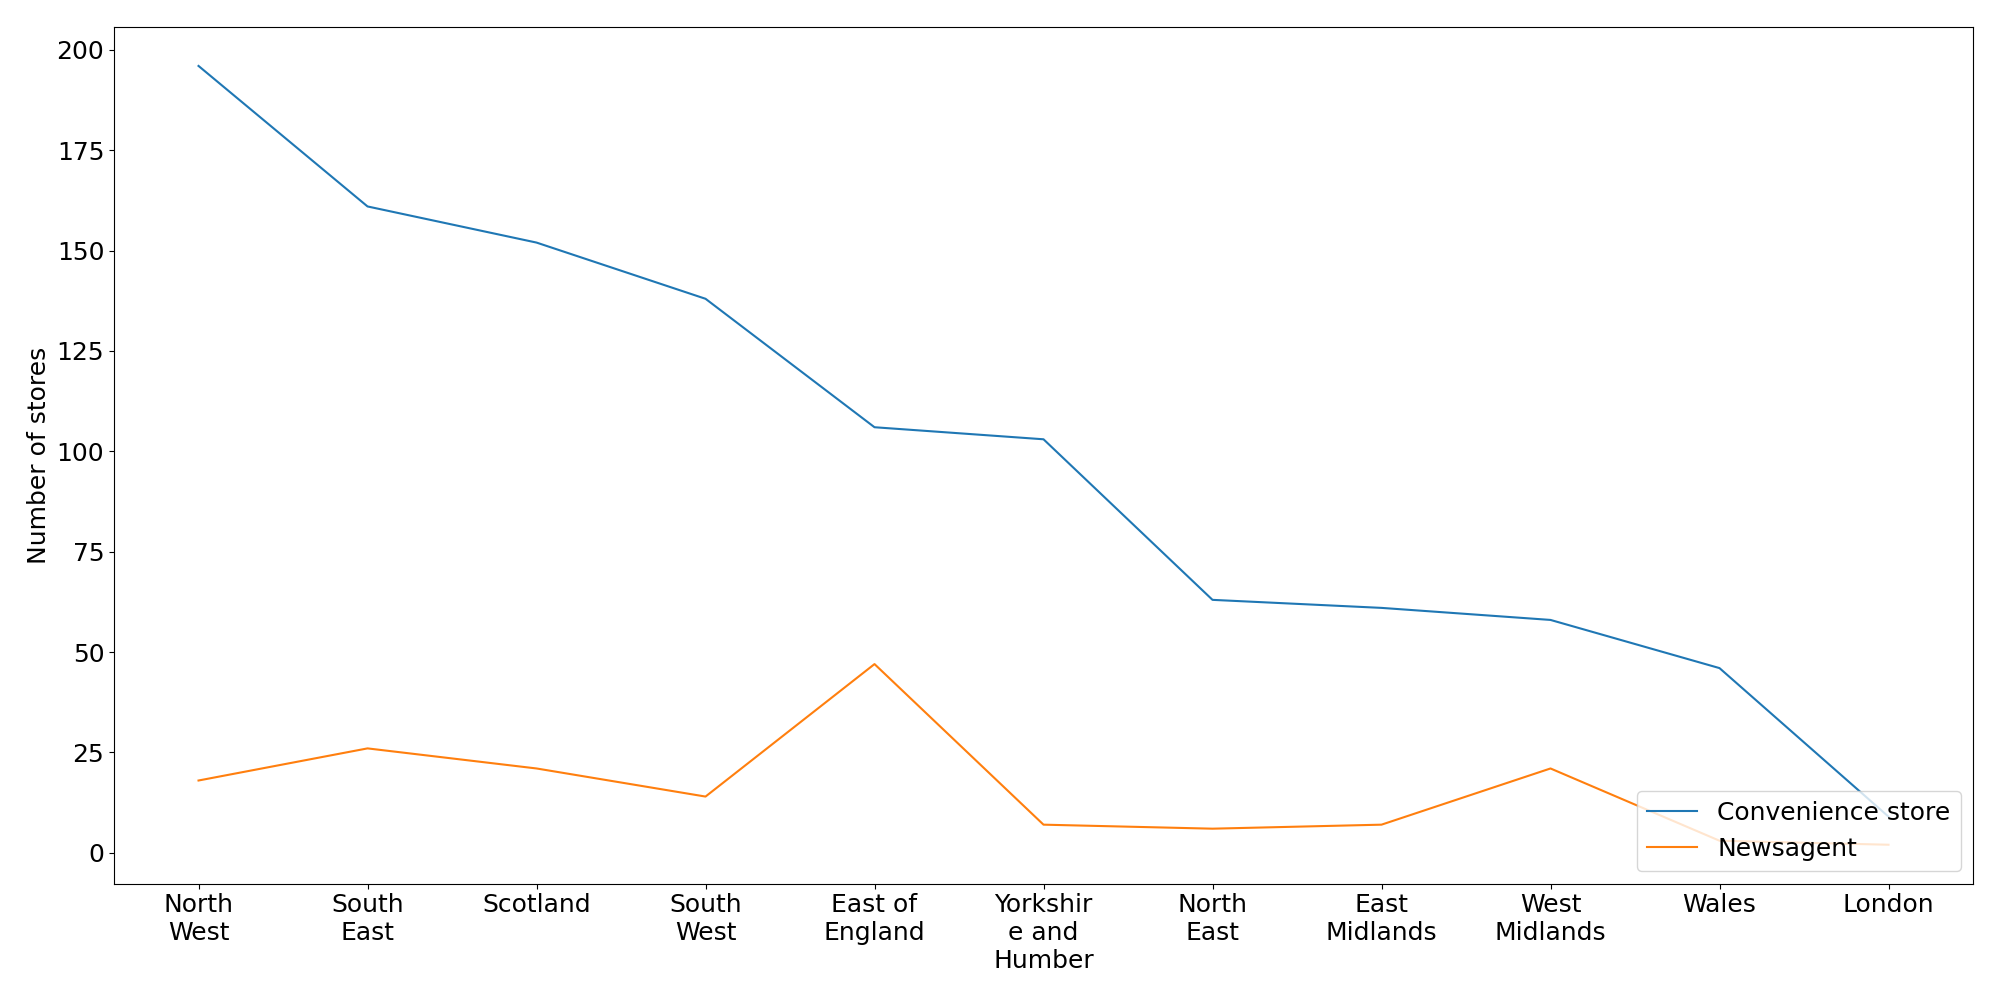 200
175
150
125
100
75
50
25
0
Number of stores
North
West
South
East
Scotland
South
West
East of
England
Yorkshir
e and
Humber
North
East
East
Midlands
West
Midlands
Wales
London
Convenience store
Newsagent